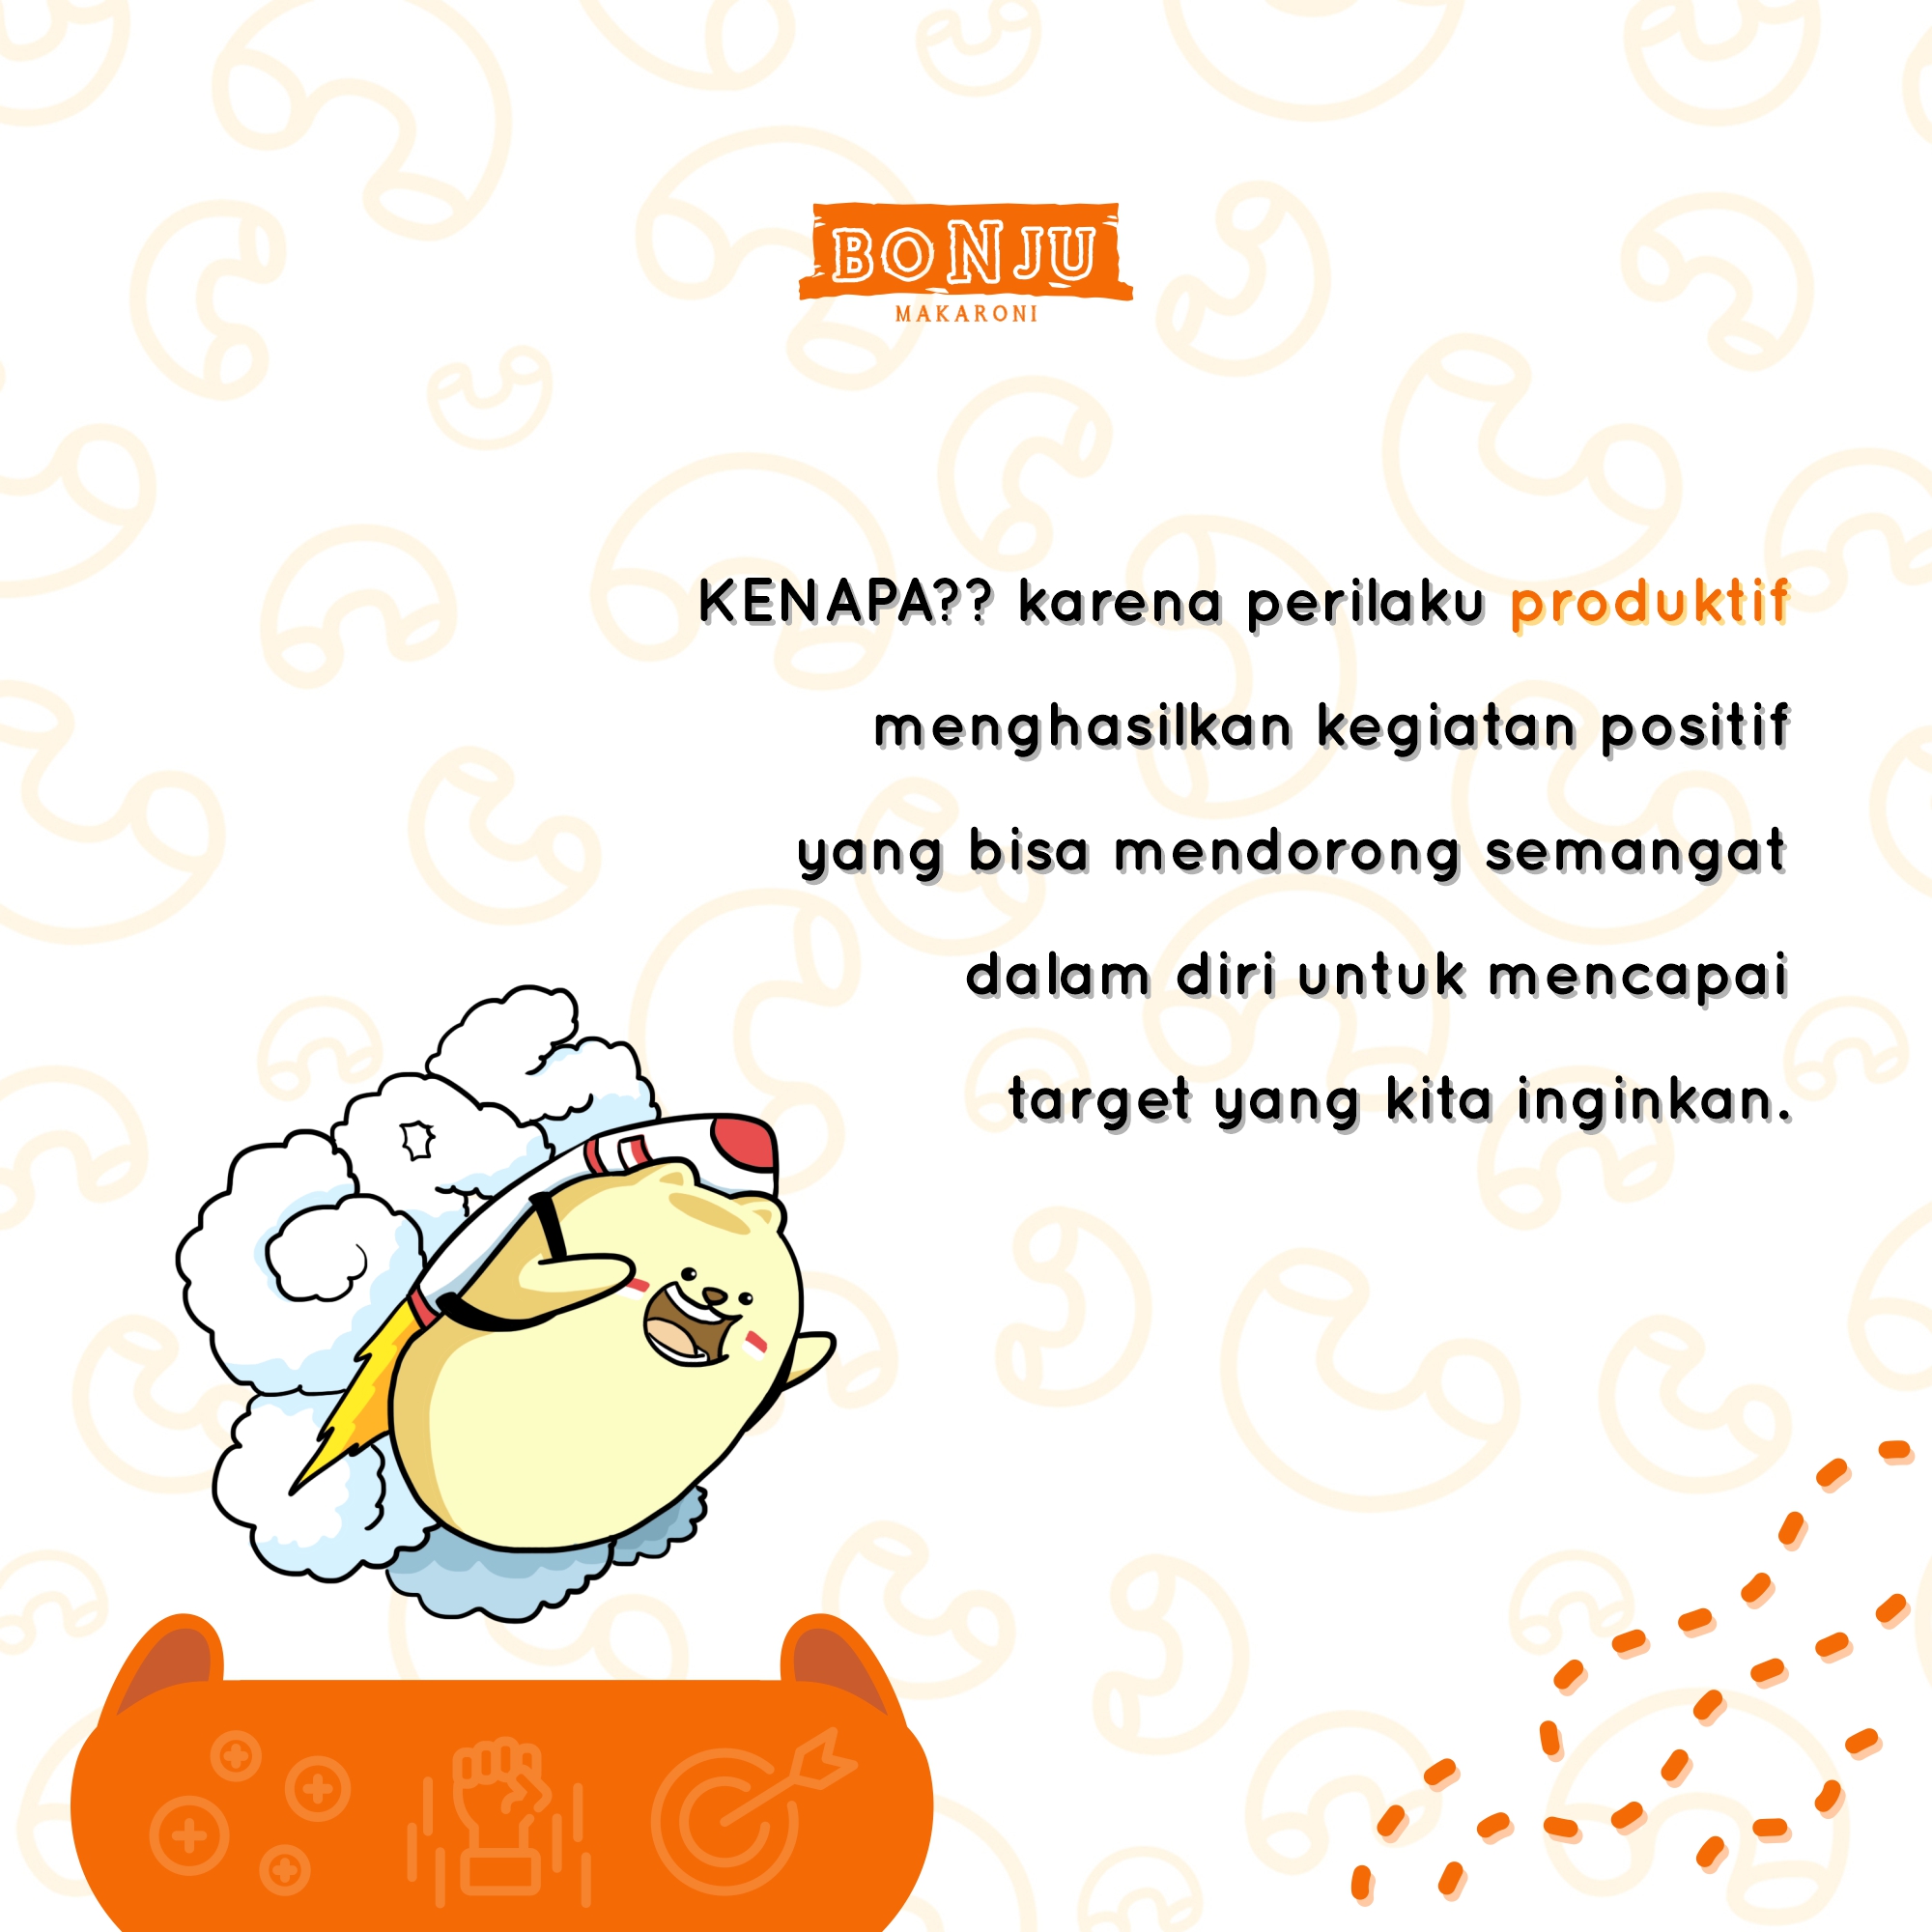 BONJU
MAKARONI
KENAPA?? karena perilaku produktif
menghasilkan kegiatan positif
yang bisa mendorong semangat
dalam diri untuk mencapai
target yang kita inginkan.